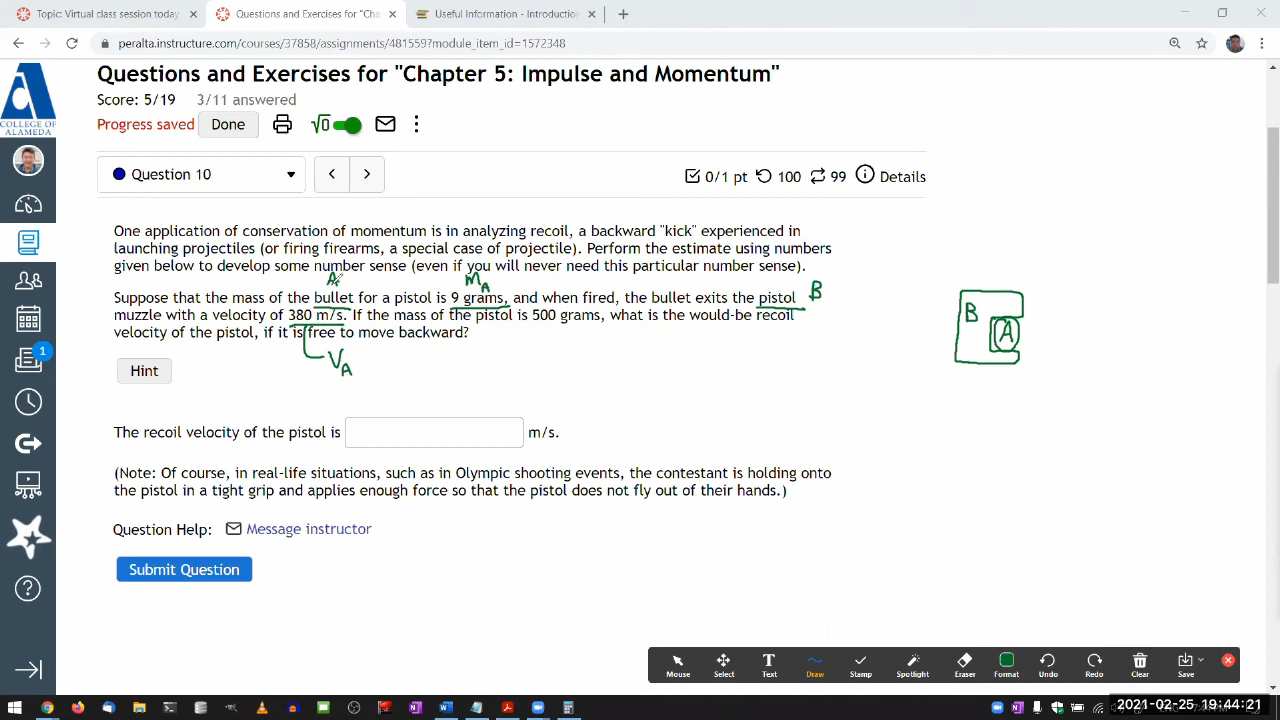 Topic: Virtual class session today
Questions and Exercises for "Cha
Useful Information - Introduction
peralta.instructure.com/courses/37858/assignments/481559?module_item_id=1572348
Questions and Exercises for "Chapter 5: Impulse and Momentum"
Score: 5/19 3/11 answered
Progress saved Done √0
COLLEGE OF
ALAMEDA
Question 10 < > 0/1 pt 100 99 Details
One application of conservation of momentum is in analyzing recoil, a backward "kick" experienced in
launching projectiles (or firing firearms, a special case of projectile). Perform the estimate using numbers
given below to develop some number sense (even if you will never need this particular number sense).
A mA B
Suppose that the mass of the bullet for a pistol is 9 grams, and when fired, the bullet exits the pistol
muzzle with a velocity of 380 m/s. If the mass of the pistol is 500 grams, what is the would-be recoil
velocity of the pistol, if it is free to move backward?
VA
B A
Hint
The recoil velocity of the pistol is m/s.
(Note: Of course, in real-life situations, such as in Olympic shooting events, the contestant is holding onto
the pistol in a tight grip and applies enough force so that the pistol does not fly out of their hands.)
Question Help: Message instructor
Submit Question
1
Mouse Select Text Draw Stamp Spotlight Eraser Format Undo Redo Clear Save
2021-02-25 19:44:21